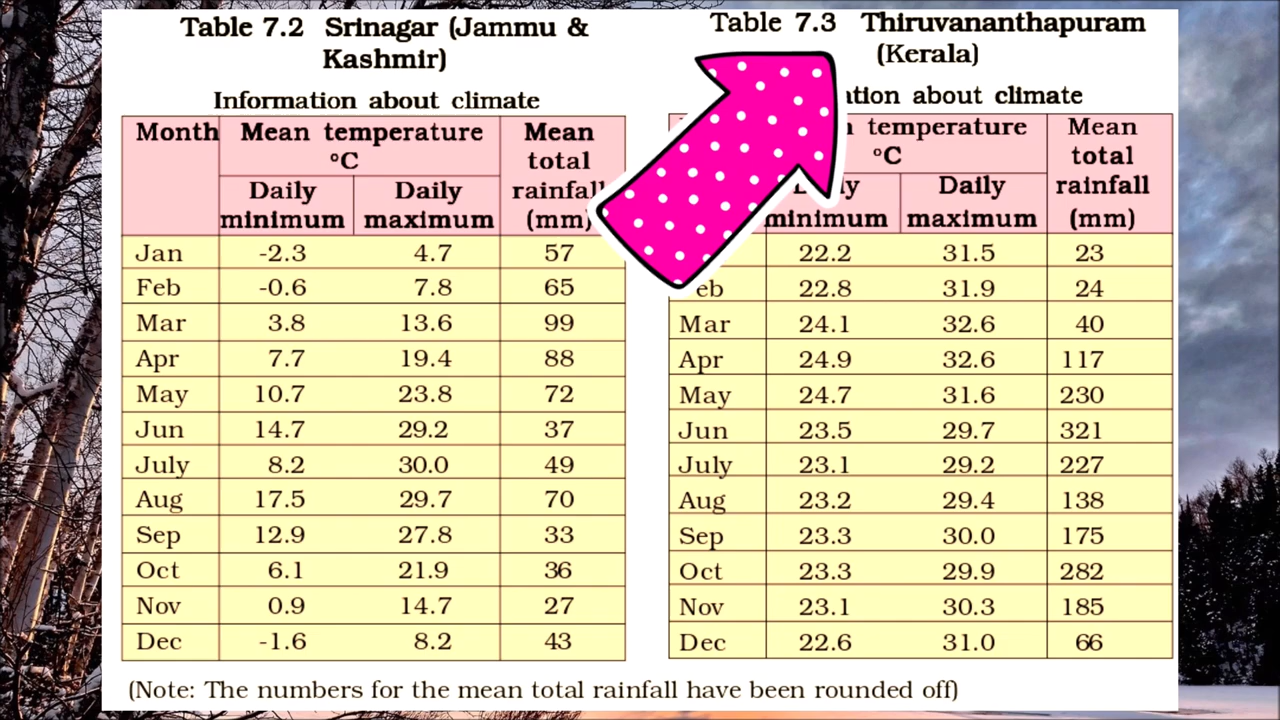 Table 7.2 Srinagar (Jammu &
Kashmir)
Information about climate
Month Mean temperature Mean
°C total
Daily Daily rainfall
minimum maximum (mm)
Jan -2.3 4.7 57
Feb -0.6 7.8 65
Mar 3.8 13.6 99
Apr 7.7 19.4 88
May 10.7 23.8 72
Jun 14.7 29.2 37
July 8.2 30.0 49
Aug 17.5 29.7 70
Sep 12.9 27.8 33
Oct 6.1 21.9 36
Nov 0.9 14.7 27
Dec -1.6 8.2 43
Table 7.3 Thiruvananthapuram
(Kerala)
about climate
temperature Mean
°C total
Daily rainfall
minimum maximum (mm)
22.2 31.5 23
22.8 31.9 24
Mar 24.1 32.6 40
Apr 24.9 32.6 117
May 24.7 31.6 230
Jun 23.5 29.7 321
July 23.1 29.2 227
Aug 23.2 29.4 138
Sep 23.3 30.0 175
Oct 23.3 29.9 282
Nov 23.1 30.3 185
Dec 22.6 31.0 66
(Note: The numbers for the mean total rainfall have been rounded off)